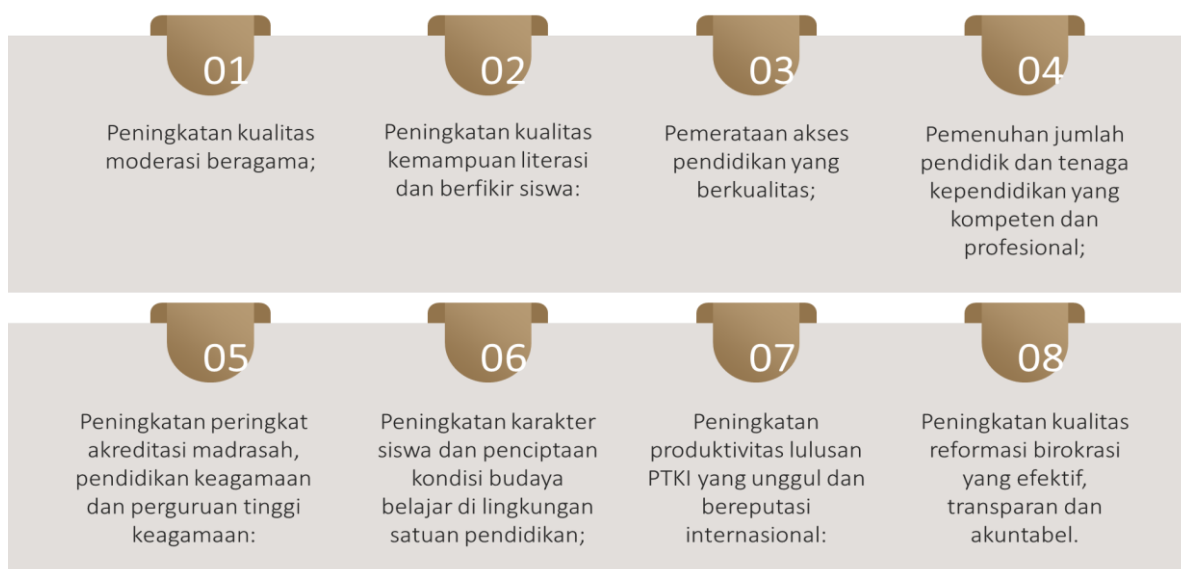 01
Peningkatan kualitas
moderasi beragama;
02
Peningkatan kualitas
kemampuan literasi
dan berfikir siswa:
03
Pemerataan akses
pendidikan yang
berkualitas;
04
Pemenuhan jumlah
pendidik dan tenaga
kependidikan yang
kompeten dan
profesional;
05
Peningkatan peringkat
akreditasi madrasah,
pendidikan keagamaan
dan perguruan tinggi
keagamaan:
06
Peningkatan karakter
siswa dan penciptaan
kondisi budaya
belajar di lingkungan
satuan pendidikan;
07
Peningkatan
produktivitas lulusan
PTKI yang unggul dan
bereputasi
internasional:
08
Peningkatan kualitas
reformasi birokrasi
yang efektif,
transparan dan
akuntabel.